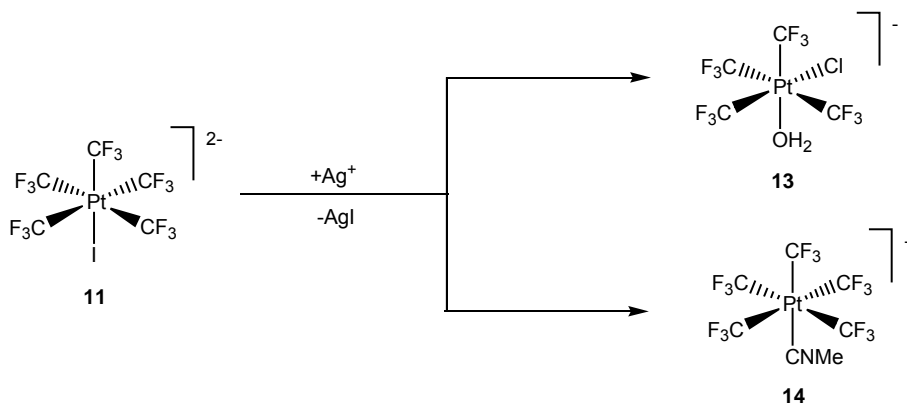 2-
CF₃
F₃C CF₃
Pt
F₃C CF₃
I
11
+Ag⁺
-AgI
-
CF₃
F₃C Cl
Pt
F₃C CF₃
OH₂
13
-
CF₃
F₃C CF₃
Pt
F₃C CF₃
CNMe
14